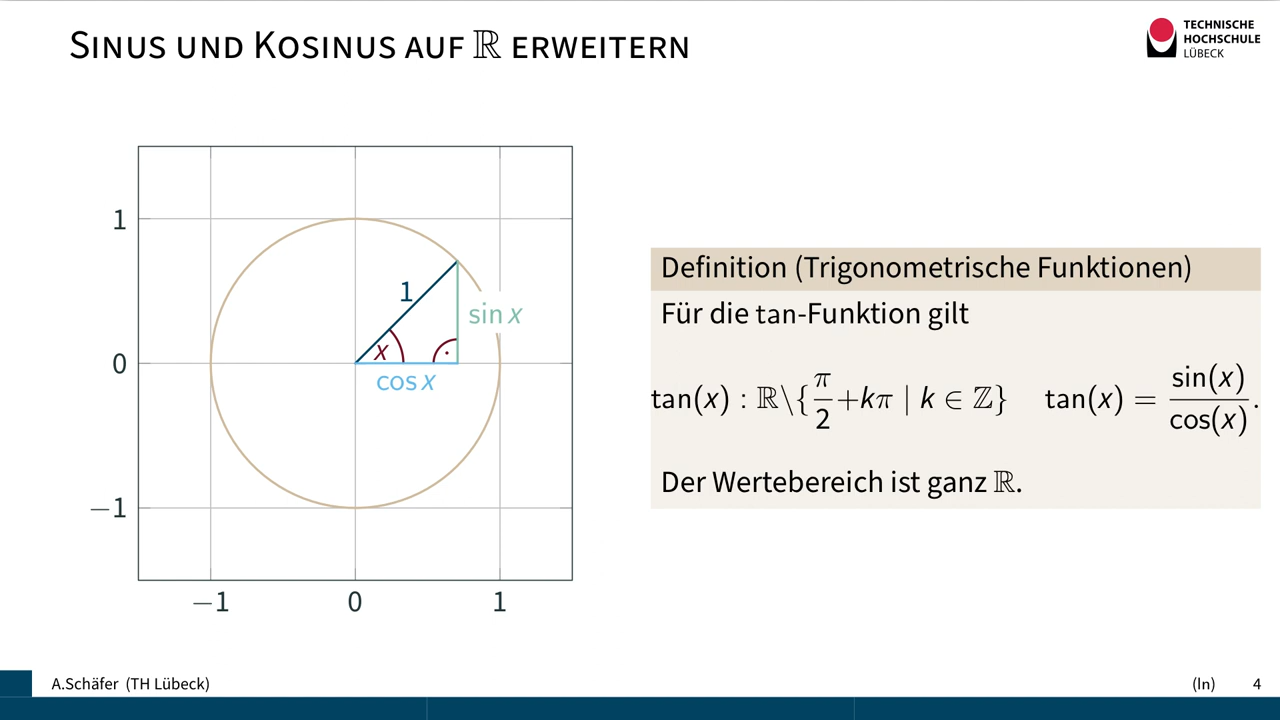 Sinus und Kosinus auf ℝ erweitern
TECHNISCHE
HOCHSCHULE
LÜBECK
1
0
−1
−1 0 1
1
sin x
x
cos x
Definition (Trigonometrische Funktionen)
Für die tan-Funktion gilt
tan(x) : ℝ\{π/2+kπ | k ∈ ℤ} tan(x) = sin(x)/cos(x).
Der Wertebereich ist ganz ℝ.
A.Schäfer (TH Lübeck) (ln) 4